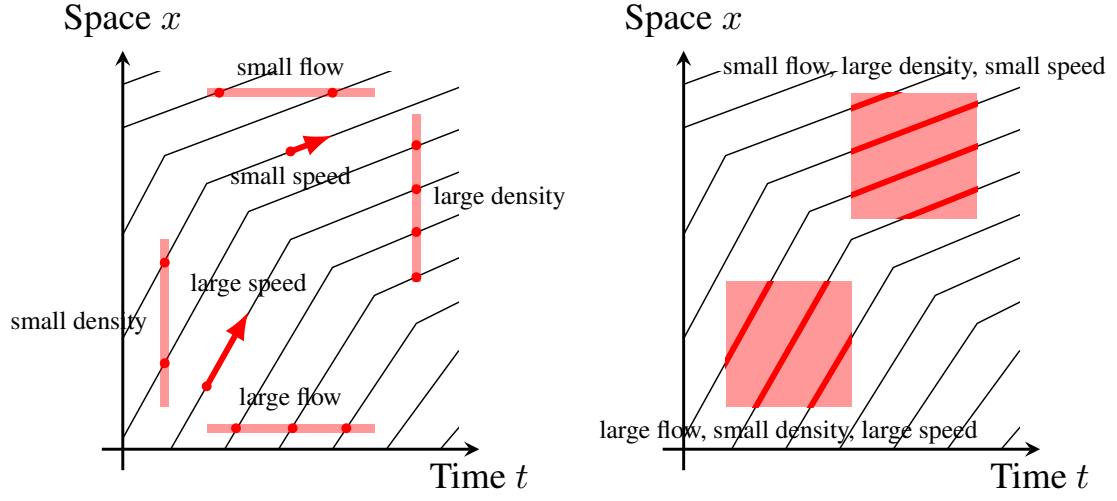 Space x
small flow
small speed
large density
large speed
small density
large flow
Time t
Space x
small flow, large density, small speed
large flow, small density, large speed
Time t